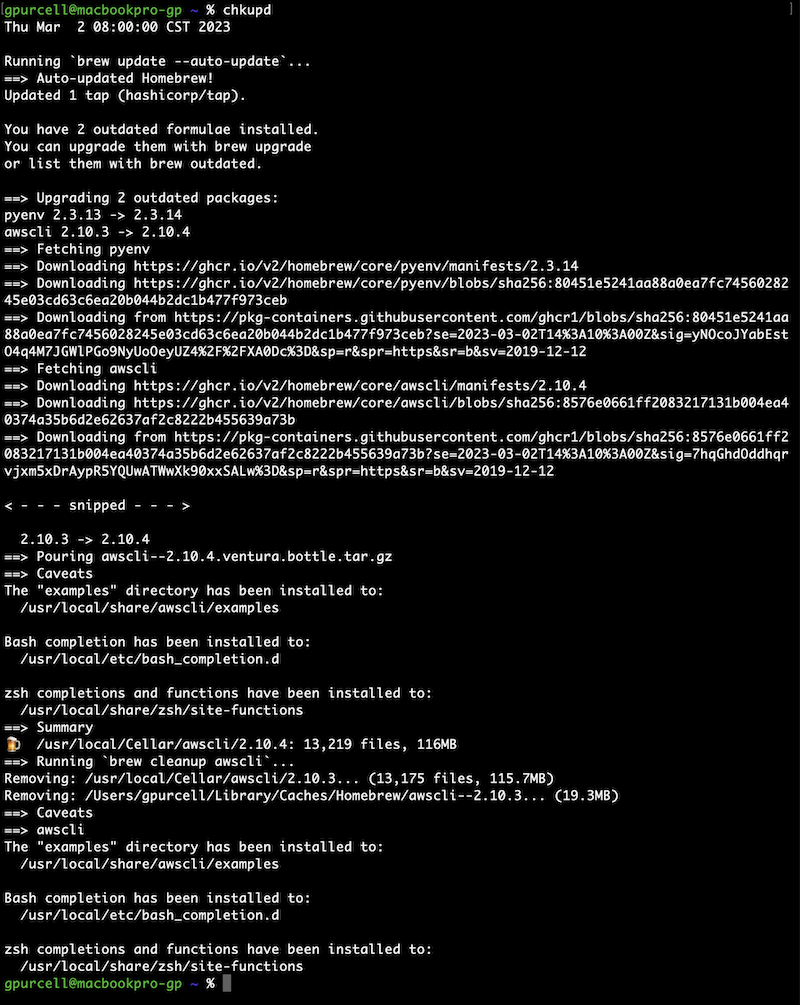 gpurcell@macbookpro-gp ~ % chkupd
Thu Mar  2 08:00:00 CST 2023

Running `brew update --auto-update`...
==> Auto-updated Homebrew!
Updated 1 tap (hashicorp/tap).

You have 2 outdated formulae installed.
You can upgrade them with brew upgrade
or list them with brew outdated.

==> Upgrading 2 outdated packages:
pyenv 2.3.13 -> 2.3.14
awscli 2.10.3 -> 2.10.4
==> Fetching pyenv
==> Downloading https://ghcr.io/v2/homebrew/core/pyenv/manifests/2.3.14
==> Downloading https://ghcr.io/v2/homebrew/core/pyenv/blobs/sha256:80451e5241aa88a0ea7fc74560282
45e03cd63c6ea20b044b2dc1b477f973ceb
==> Downloading from https://pkg-containers.githubusercontent.com/ghcr1/blobs/sha256:80451e5241aa
88a0ea7fc7456028245e03cd63c6ea20b044b2dc1b477f973ceb?se=2023-03-02T14%3A10%3A00Z&sig=yNOcoJYabEst
O4q4M7JGWlPGo9NyUoOeyUZ4%2F%2FXA0Dc%3D&sp=r&spr=https&sr=b&sv=2019-12-12
==> Fetching awscli
==> Downloading https://ghcr.io/v2/homebrew/core/awscli/manifests/2.10.4
==> Downloading https://ghcr.io/v2/homebrew/core/awscli/blobs/sha256:8576e0661ff2083217131b004ea4
0374a35b6d2e62637af2c8222b455639a73b
==> Downloading from https://pkg-containers.githubusercontent.com/ghcr1/blobs/sha256:8576e0661ff2
083217131b004ea40374a35b6d2e62637af2c8222b455639a73b?se=2023-03-02T14%3A10%3A00Z&sig=7hqGhdOddhqr
vjxm5xDrAypR5YQUwATWwXk90xxSALw%3D&sp=r&spr=https&sr=b&sv=2019-12-12

< - - - snipped - - - >

  2.10.3 -> 2.10.4
==> Pouring awscli--2.10.4.ventura.bottle.tar.gz
==> Caveats
The "examples" directory has been installed to:
  /usr/local/share/awscli/examples

Bash completion has been installed to:
  /usr/local/etc/bash_completion.d

zsh completions and functions have been installed to:
  /usr/local/share/zsh/site-functions
==> Summary
🍺  /usr/local/Cellar/awscli/2.10.4: 13,219 files, 116MB
==> Running `brew cleanup awscli`...
Removing: /usr/local/Cellar/awscli/2.10.3... (13,175 files, 115.7MB)
Removing: /Users/gpurcell/Library/Caches/Homebrew/awscli--2.10.3... (19.3MB)
==> Caveats
==> awscli
The "examples" directory has been installed to:
  /usr/local/share/awscli/examples

Bash completion has been installed to:
  /usr/local/etc/bash_completion.d

zsh completions and functions have been installed to:
  /usr/local/share/zsh/site-functions
gpurcell@macbookpro-gp ~ %